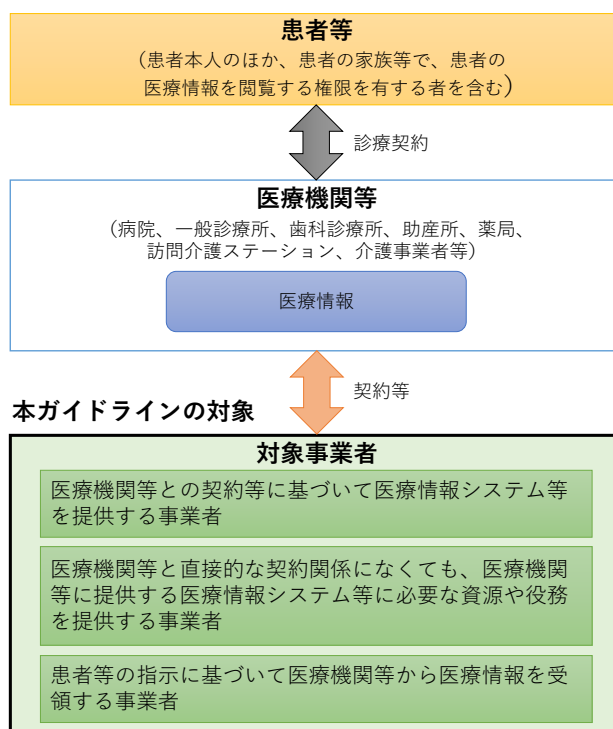 患者等
（患者本人のほか、患者の家族等で、患者の
医療情報を閲覧する権限を有する者を含む）
診療契約
医療機関等
（病院、一般診療所、歯科診療所、助産所、薬局、
訪問介護ステーション、介護事業者等）
医療情報
契約等
本ガイドラインの対象
対象事業者
医療機関等との契約等に基づいて医療情報システム等
を提供する事業者
医療機関等と直接的な契約関係になくても、医療機関
等に提供する医療情報システム等に必要な資源や役務
を提供する事業者
患者等の指示に基づいて医療機関等から医療情報を受
領する事業者